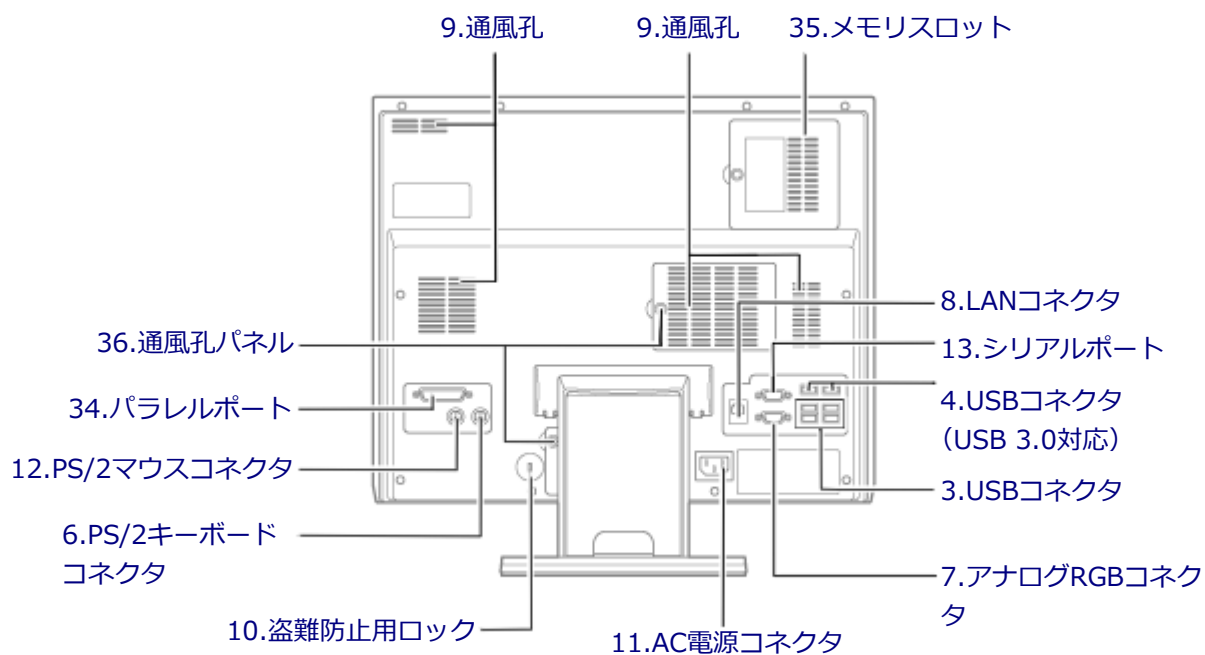 9.通風孔
9.通風孔
35.メモリスロット
8.LANコネクタ
36.通風孔パネル
13.シリアルポート
34.パラレルポート
4.USBコネクタ
（USB 3.0対応）
12.PS/2マウスコネクタ
3.USBコネクタ
6.PS/2キーボード
コネクタ
7.アナログRGBコネク
タ
10.盗難防止用ロック
11.AC電源コネクタ